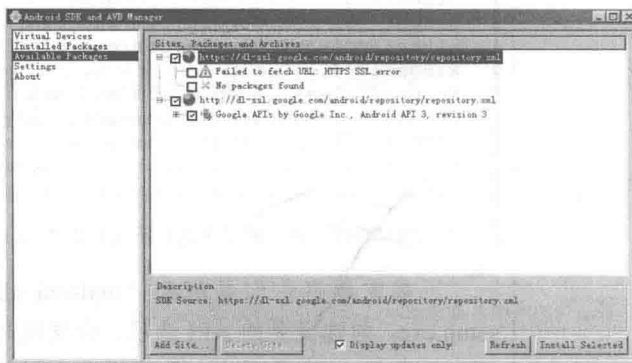 Android SDK and AVD Manager
Virtual Devices
Installed Packages
Available Packages
Settings
About
Sites, Packages and Archives
https://dl-ssl.google.com/android/repository/repository.xml
Failed to fetch URL: HTTPS SSL error
No packages found
http://dl-ssl.google.com/android/repository/repository.xml
Google APIs by Google Inc., Android API 3, revision 3
Description
SDK Source: https://dl-ssl.google.com/android/repository/repository.xml
Add Site...
Delete Site...
Display updates only
Refresh
Install Selected